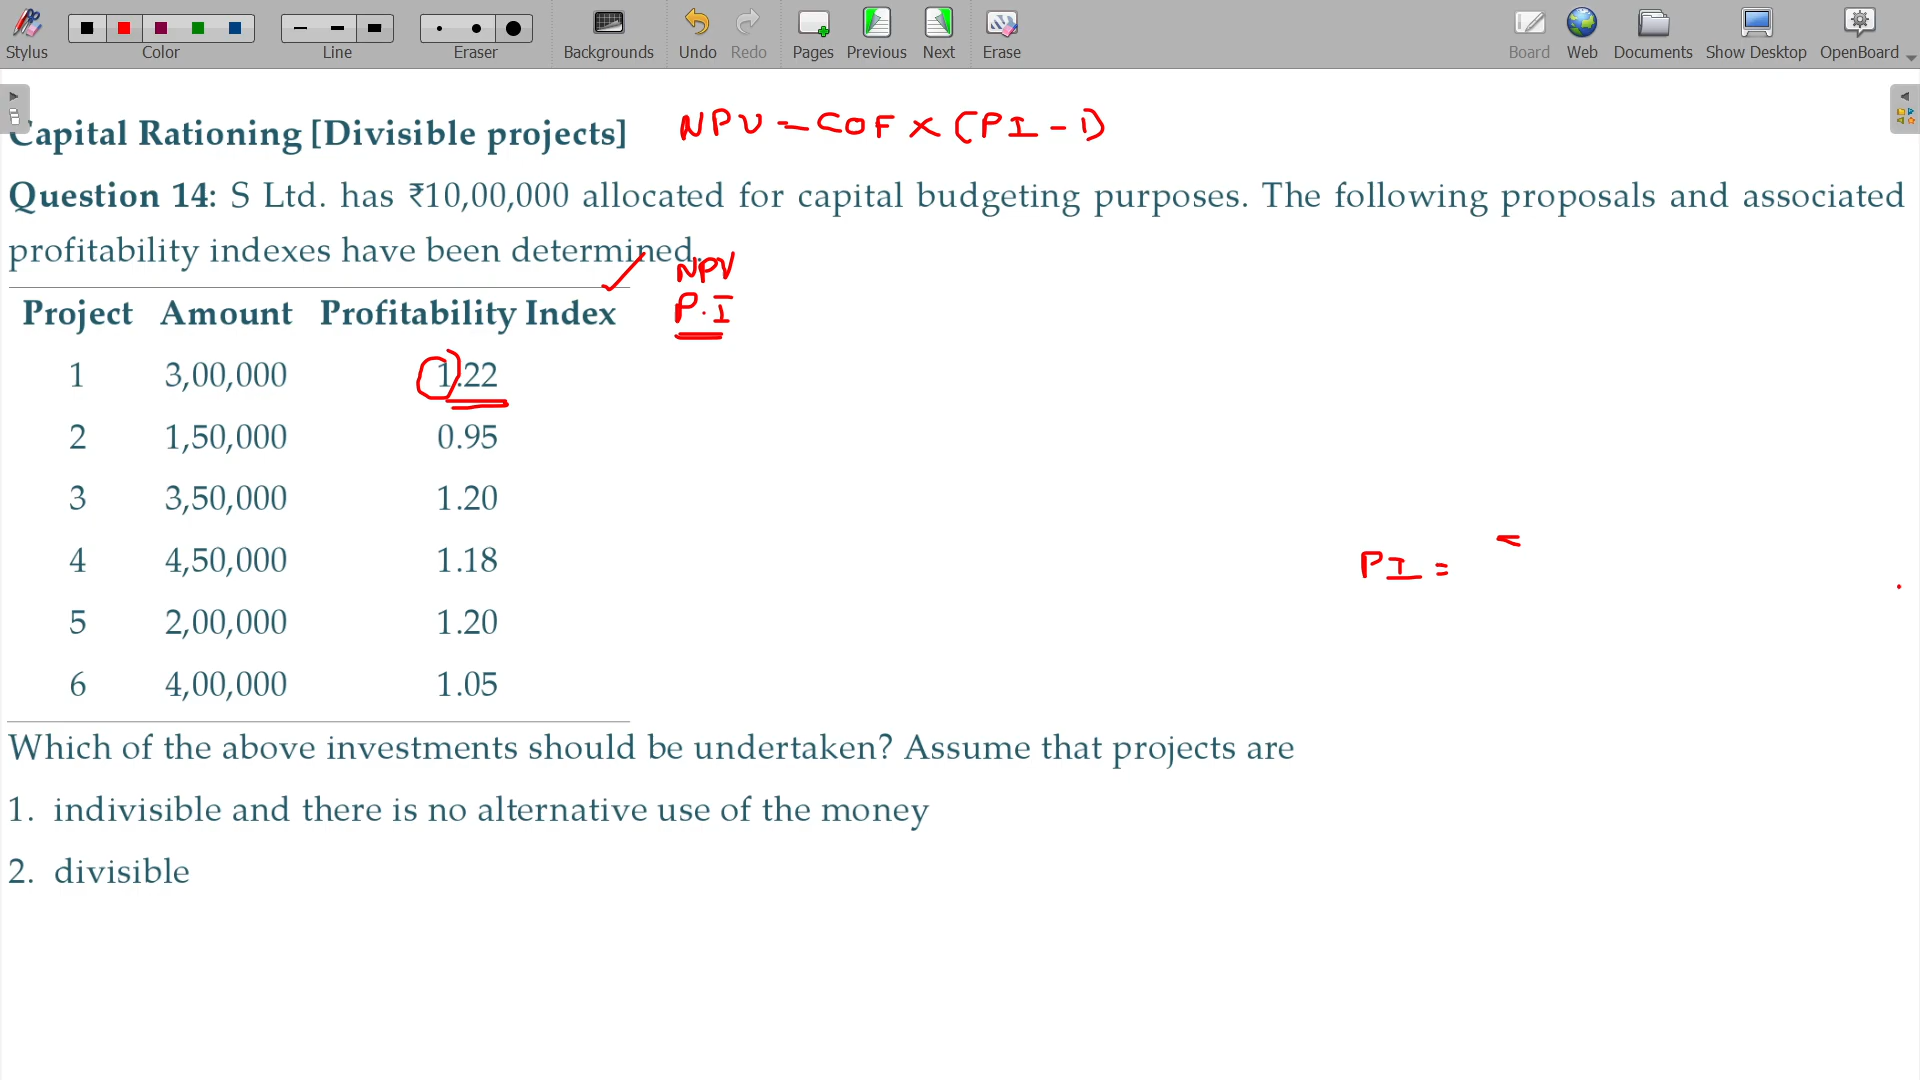 Stylus Color Line Eraser Backgrounds Undo Redo Pages Previous Next Erase Board Web Documents Show Desktop OpenBoard
Capital Rationing [Divisible projects] NPV = COF × (PI - 1)
Question 14: S Ltd. has ₹10,00,000 allocated for capital budgeting purposes. The following proposals and associated
profitability indexes have been determined.
NPV
Project Amount Profitability Index P.I
1 3,00,000 1.22
2 1,50,000 0.95
3 3,50,000 1.20
4 4,50,000 1.18
PI =
5 2,00,000 1.20
6 4,00,000 1.05
Which of the above investments should be undertaken? Assume that projects are
1. indivisible and there is no alternative use of the money
2. divisible